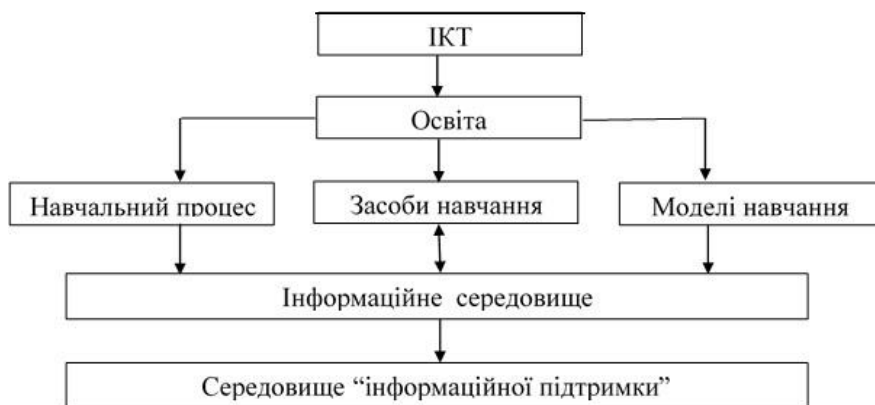 ІКТ
Освіта
Навчальний процес
Засоби навчання
Моделі навчання
Інформаційне середовище
Середовище “інформаційної підтримки”